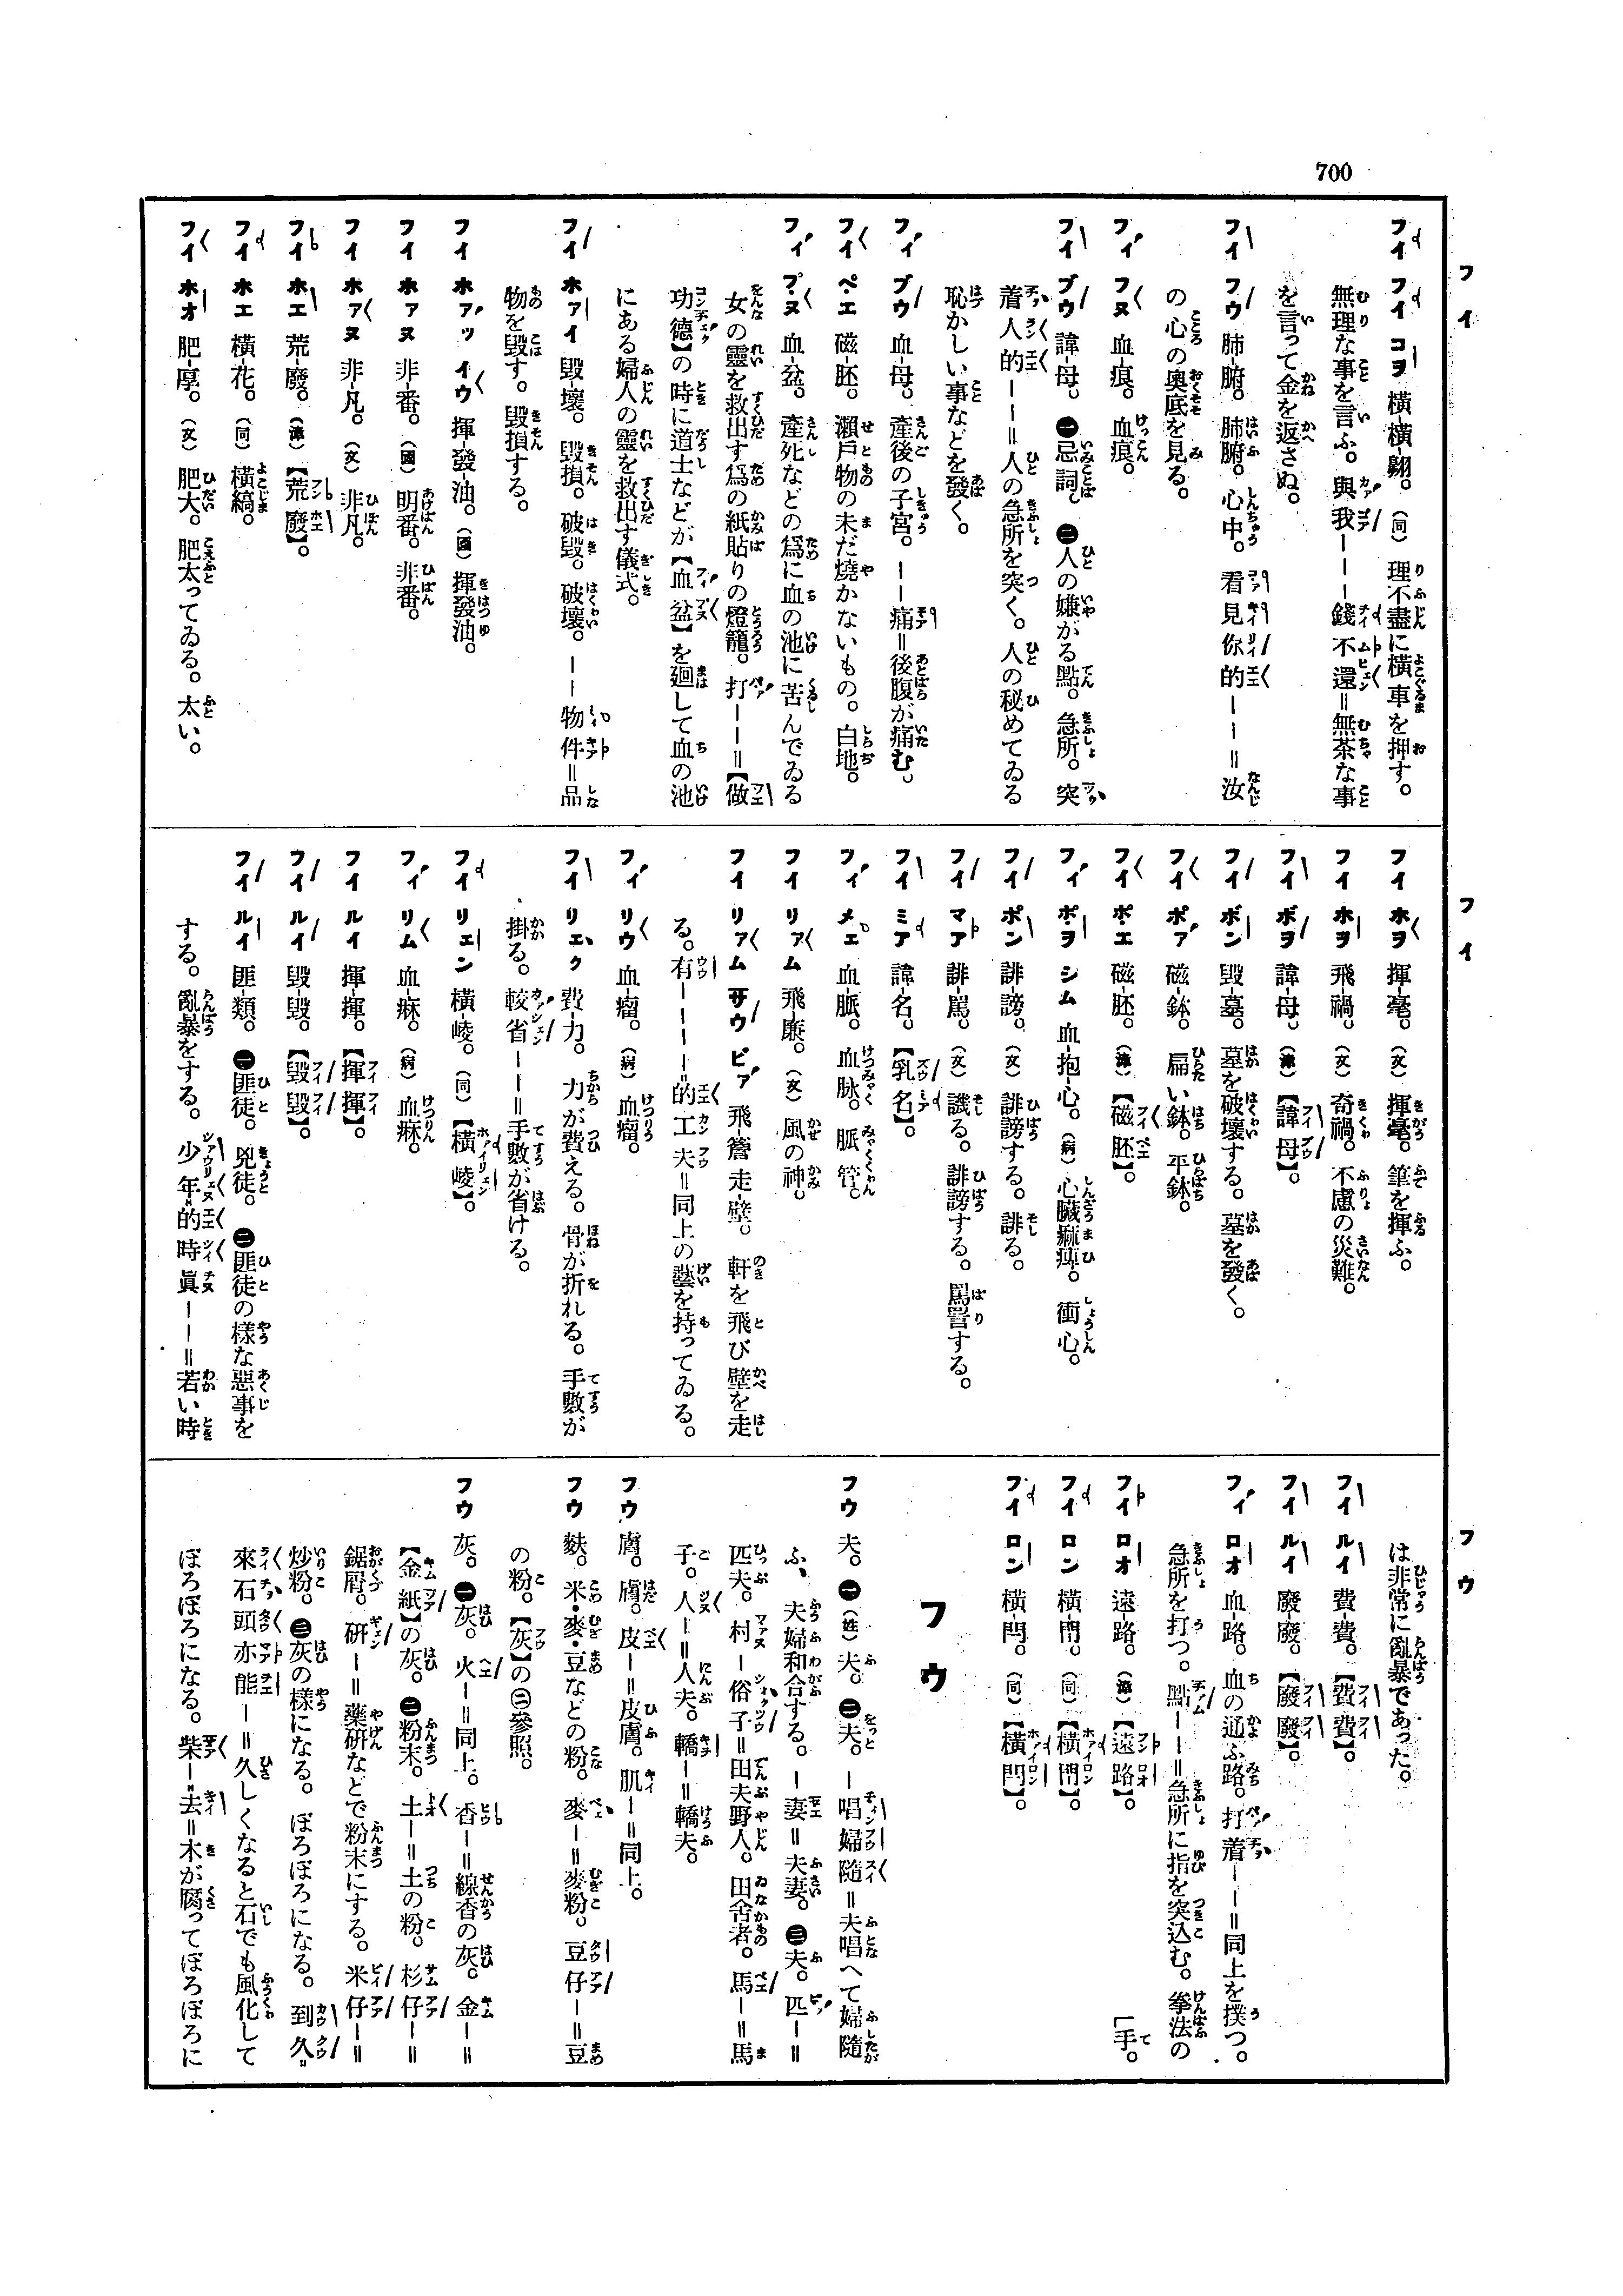 700
フイ
フイ フイ コヲ 橫橫-翺。(同) 理不盡に橫車を押す。
無理な事を言ふ。與我ーーー錢不還=無茶な事
を言って金を返さぬ。
フイ フウ 肺-腑。肺腑。心中。看見你的ーー=汝
の心の奧底を見る。
フイ フヌ 血-痕。血痕。
フイ ブウ 諱-母。㊀忌詞。㊁人の嫌がる點。急所。突
着人的ーー=人の急所を突く。人の秘めてゐる
恥かしい事などを發く。
フイ ブウ 血-母。產後の子宮。ーー痛=後腹が痛む。
フイ ペエ 磁-胚。瀨戶物の未だ燒かないもの。白地。
フイ プヌ 血-盆。產死などの爲に血の池に苦んでゐる
女の靈を救出す爲の紙貼りの燈籠。打ーー=【做
功德】の時に道士などが【血盆】を廻して血の池
にある婦人の靈を救出す儀式。
フイ ホァイ 毀-壞。毀損。破毀。破壞。ーー物件=品
物を毀す。毀損する。
フイ ホァッ イウ 揮-發-油。(國) 揮發油。
フイ ホァヌ 非-番。(國) 明番。非番。
フイ ホァヌ 非-凡。(文) 非凡。
フイ ホエ 荒-廢。(漳)【荒廢】。
フイ ホエ 橫-花。(同) 橫縞。
フイ ホオ 肥-厚。(文) 肥大。肥太ってゐる。太い。
フイ
フイ ホヲ 揮-毫。(文) 揮毫。筆を揮ふ。
フイ ホヲ 飛-禍。(文) 奇禍。不慮の災難。
フイ ボヲ 諱-母。(漳)【諱母】。
フイ ボン 毀-墓。墓を破壞する。墓を發く。
フイ ポァ 磁-鉢。扁い鉢。平鉢。
フイ ポエ 磁-胚。(漳)【磁胚】。
フイ ポヲ シム 血-抱-心。(病) 心臟痲痺。衝心。
フイ ポン 誹-謗。(文) 誹謗する。誹る。
フイ マア 誹-罵。(文) 譏る。誹謗する。罵詈する。
フイ ミア 諱-名。【乳名】。
フイ メェ 血-脈。血脉。脈管。
フイ リァム 飛-廉。(文) 風の神。
フイ リァム サウ ピァ 飛-簷-走-壁。軒を飛び壁を走
る。有ーーーー的工夫=同上の藝を持ってゐる。
フイ リウ 血-瘤。(病) 血瘤。
フイ リェク 費-力。力が費える。骨が折れる。手數が
掛る。較省ーー=手數が省ける。
フイ リェン 橫-崚。(同)【橫崚】。
フイ リム 血-痳。(病) 血痳。
フイ ルイ 揮-揮。【揮揮】。
フイ ルイ 毀-毀。【毀毀】。
フイ ルイ 匪-類。㊀匪徒。兇徒。㊁匪徒の樣な惡事を
する。亂暴をする。少年的時眞ーー=若い時
フウ
は非常に亂暴であった。
フイ ルイ 費-費。【費費】。
フイ ルイ 廢-廢。【廢廢】。
フイ ロオ 血-路。血の通ふ路。打着ーー=同上を撲つ。
急所を打つ。點ーー=急所に指を突込む。拳法の
﹁手。
フイ ロオ 遠-路。(漳)【遠路】。
フイ ロン 橫-閂。(同)【橫閂】。
フイ ロン 橫-閂。(同)【橫閂】。
フウ
フウ 夫。㊀(姓)夫。㊁夫。ー唱婦隨=夫唱へて婦隨
ふ、夫婦和合する。ー妻=夫妻。㊂夫。匹ー=
匹夫。村ー俗子=田夫野人。田舍者。馬ー=馬
子。人ー=人夫。轎ー=轎夫。
フウ 膚。膚。皮ー=皮膚。肌ー=同上。
フウ 麩。米・麥・豆などの粉。麥ー=麥粉。豆仔ー=豆
の粉。【灰】の㊁參照。
フウ 灰。㊀灰。火ー=同上。香ー=線香の灰。金ー=
【金紙】の灰。㊁粉末。土ー=土の粉。杉仔ー=
鋸屑。硏ー=藥硏などで粉末にする。米仔ー=
炒粉。㊂灰の樣になる。ぼろぼろになる。到久
來石頭亦能ー=久しくなると石でも風化して
ぼろぼろになる。柴ー去=木が腐ってぼろぼろに